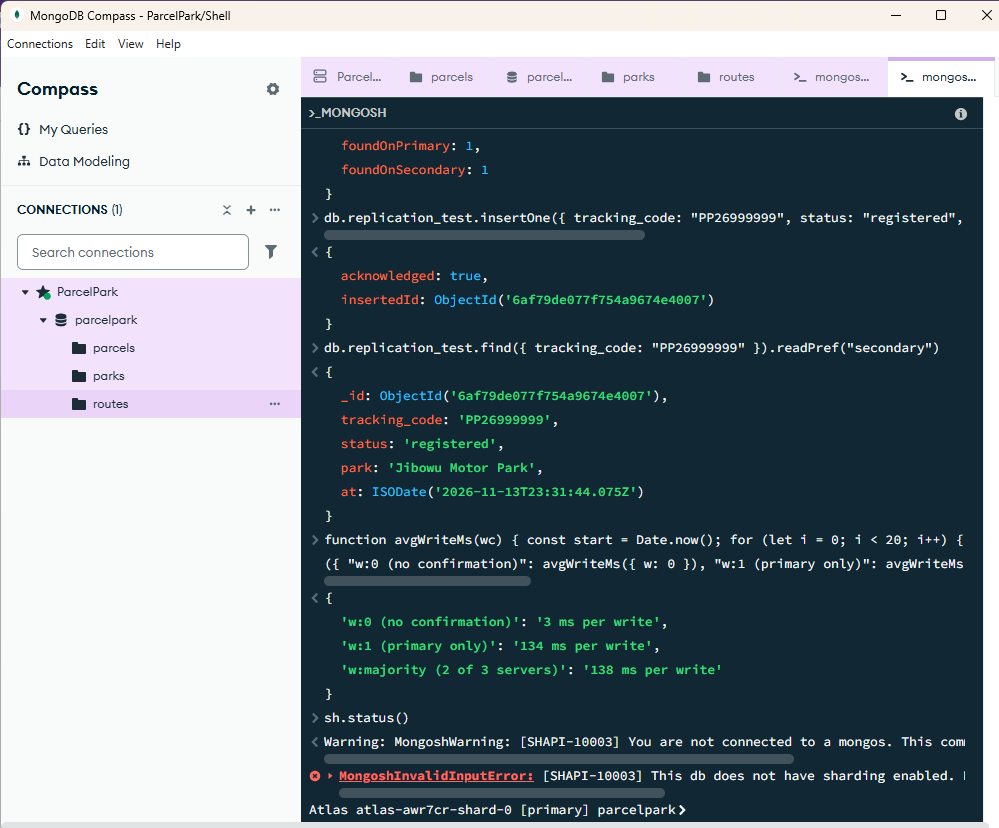 MongoDB Compass - ParcelPark/Shell
Connections Edit View Help
Compass
My Queries
Data Modeling
CONNECTIONS (1)
Search connections
ParcelPark
parcelpark
parcels
parks
routes
Parcel... parcels parcel... parks routes mongos... mongos...
>_MONGOSH
foundOnPrimary: 1,
foundOnSecondary: 1
}
> db.replication_test.insertOne({ tracking_code: "PP26999999", status: "registered",
< {
acknowledged: true,
insertedId: ObjectId('6af79de077f754a9674e4007')
}
> db.replication_test.find({ tracking_code: "PP26999999" }).readPref("secondary")
< {
_id: ObjectId('6af79de077f754a9674e4007'),
tracking_code: 'PP26999999',
status: 'registered',
park: 'Jibowu Motor Park',
at: ISODate('2026-11-13T23:31:44.075Z')
}
> function avgWriteMs(wc) { const start = Date.now(); for (let i = 0; i < 20; i++) {
({ "w:0 (no confirmation)": avgWriteMs({ w: 0 }), "w:1 (primary only)": avgWriteMs
< {
'w:0 (no confirmation)': '3 ms per write',
'w:1 (primary only)': '134 ms per write',
'w:majority (2 of 3 servers)': '138 ms per write'
}
> sh.status()
< Warning: MongoshWarning: [SHAPI-10003] You are not connected to a mongos. This com
MongoshInvalidInputError: [SHAPI-10003] This db does not have sharding enabled.
Atlas atlas-awr7cr-shard-0 [primary] parcelpark>